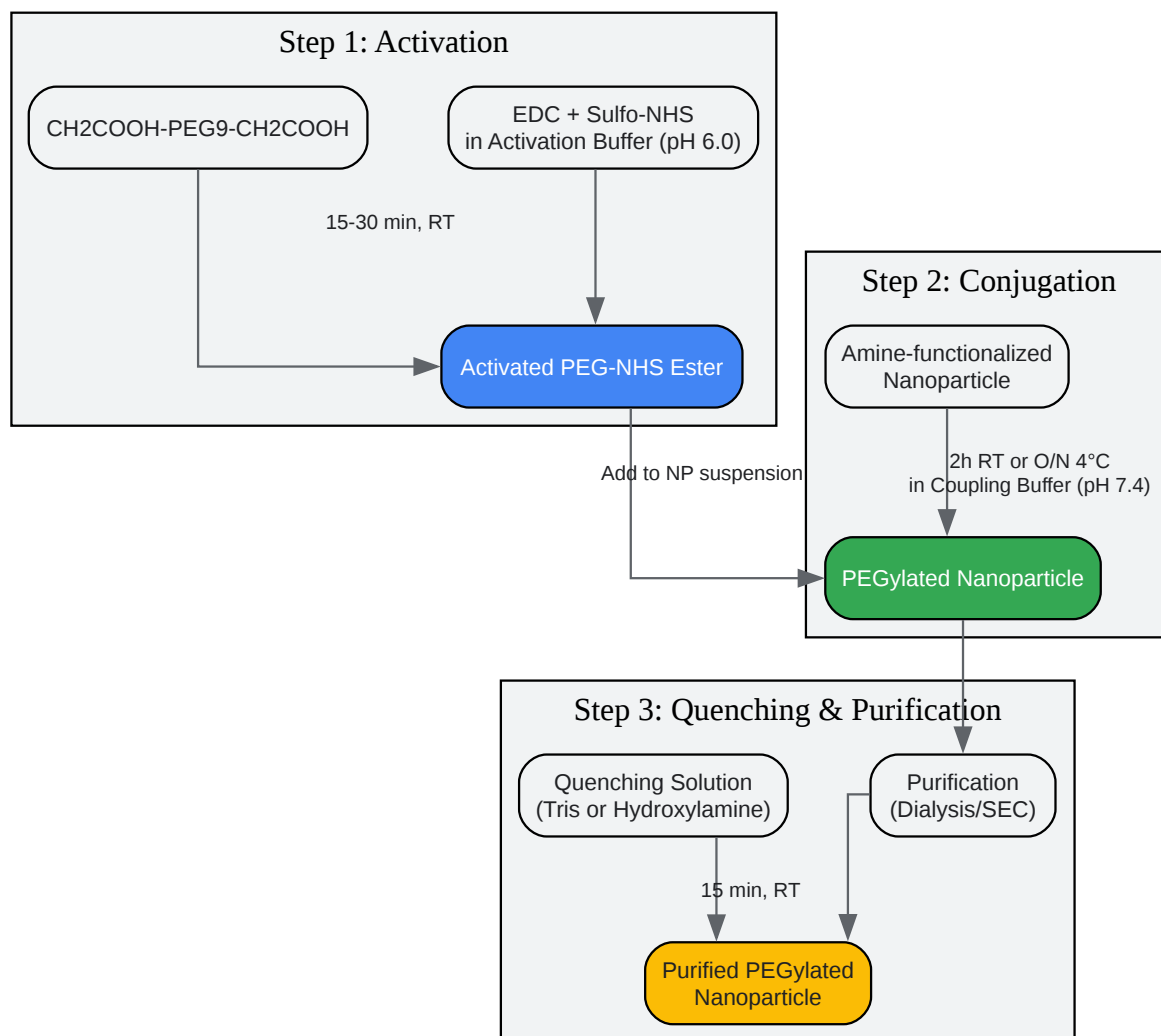 Step 1: Activation
CH2COOH-PEG9-CH2COOH
EDC + Sulfo-NHS
in Activation Buffer (pH 6.0)
15-30 min, RT
Activated PEG-NHS Ester
Step 2: Conjugation
Amine-functionalized
Nanoparticle
Add to NP suspension
2h RT or O/N 4°C
in Coupling Buffer (pH 7.4)
PEGylated Nanoparticle
Step 3: Quenching & Purification
Quenching Solution
(Tris or Hydroxylamine)
Purification
(Dialysis/SEC)
15 min, RT
Purified PEGylated
Nanoparticle